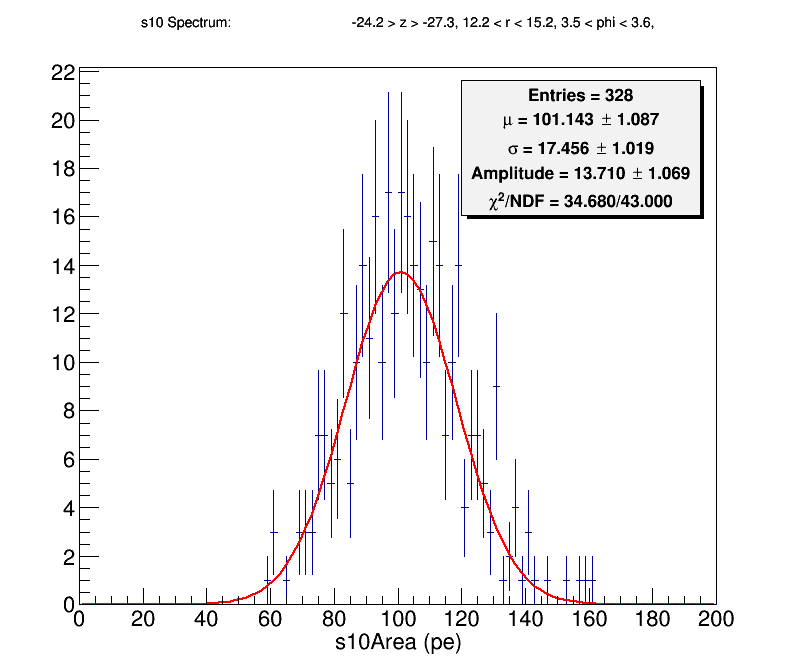 s10 Spectrum: -24.2 > z > -27.3, 12.2 < r < 15.2, 3.5 < phi < 3.6,
Entries = 328
μ = 101.143 ± 1.087
σ = 17.456 ± 1.019
Amplitude = 13.710 ± 1.069
χ²/NDF = 34.680/43.000
22
20
18
16
14
12
10
8
6
4
2
0
0 20 40 60 80 100 120 140 160 180 200
s10Area (pe)